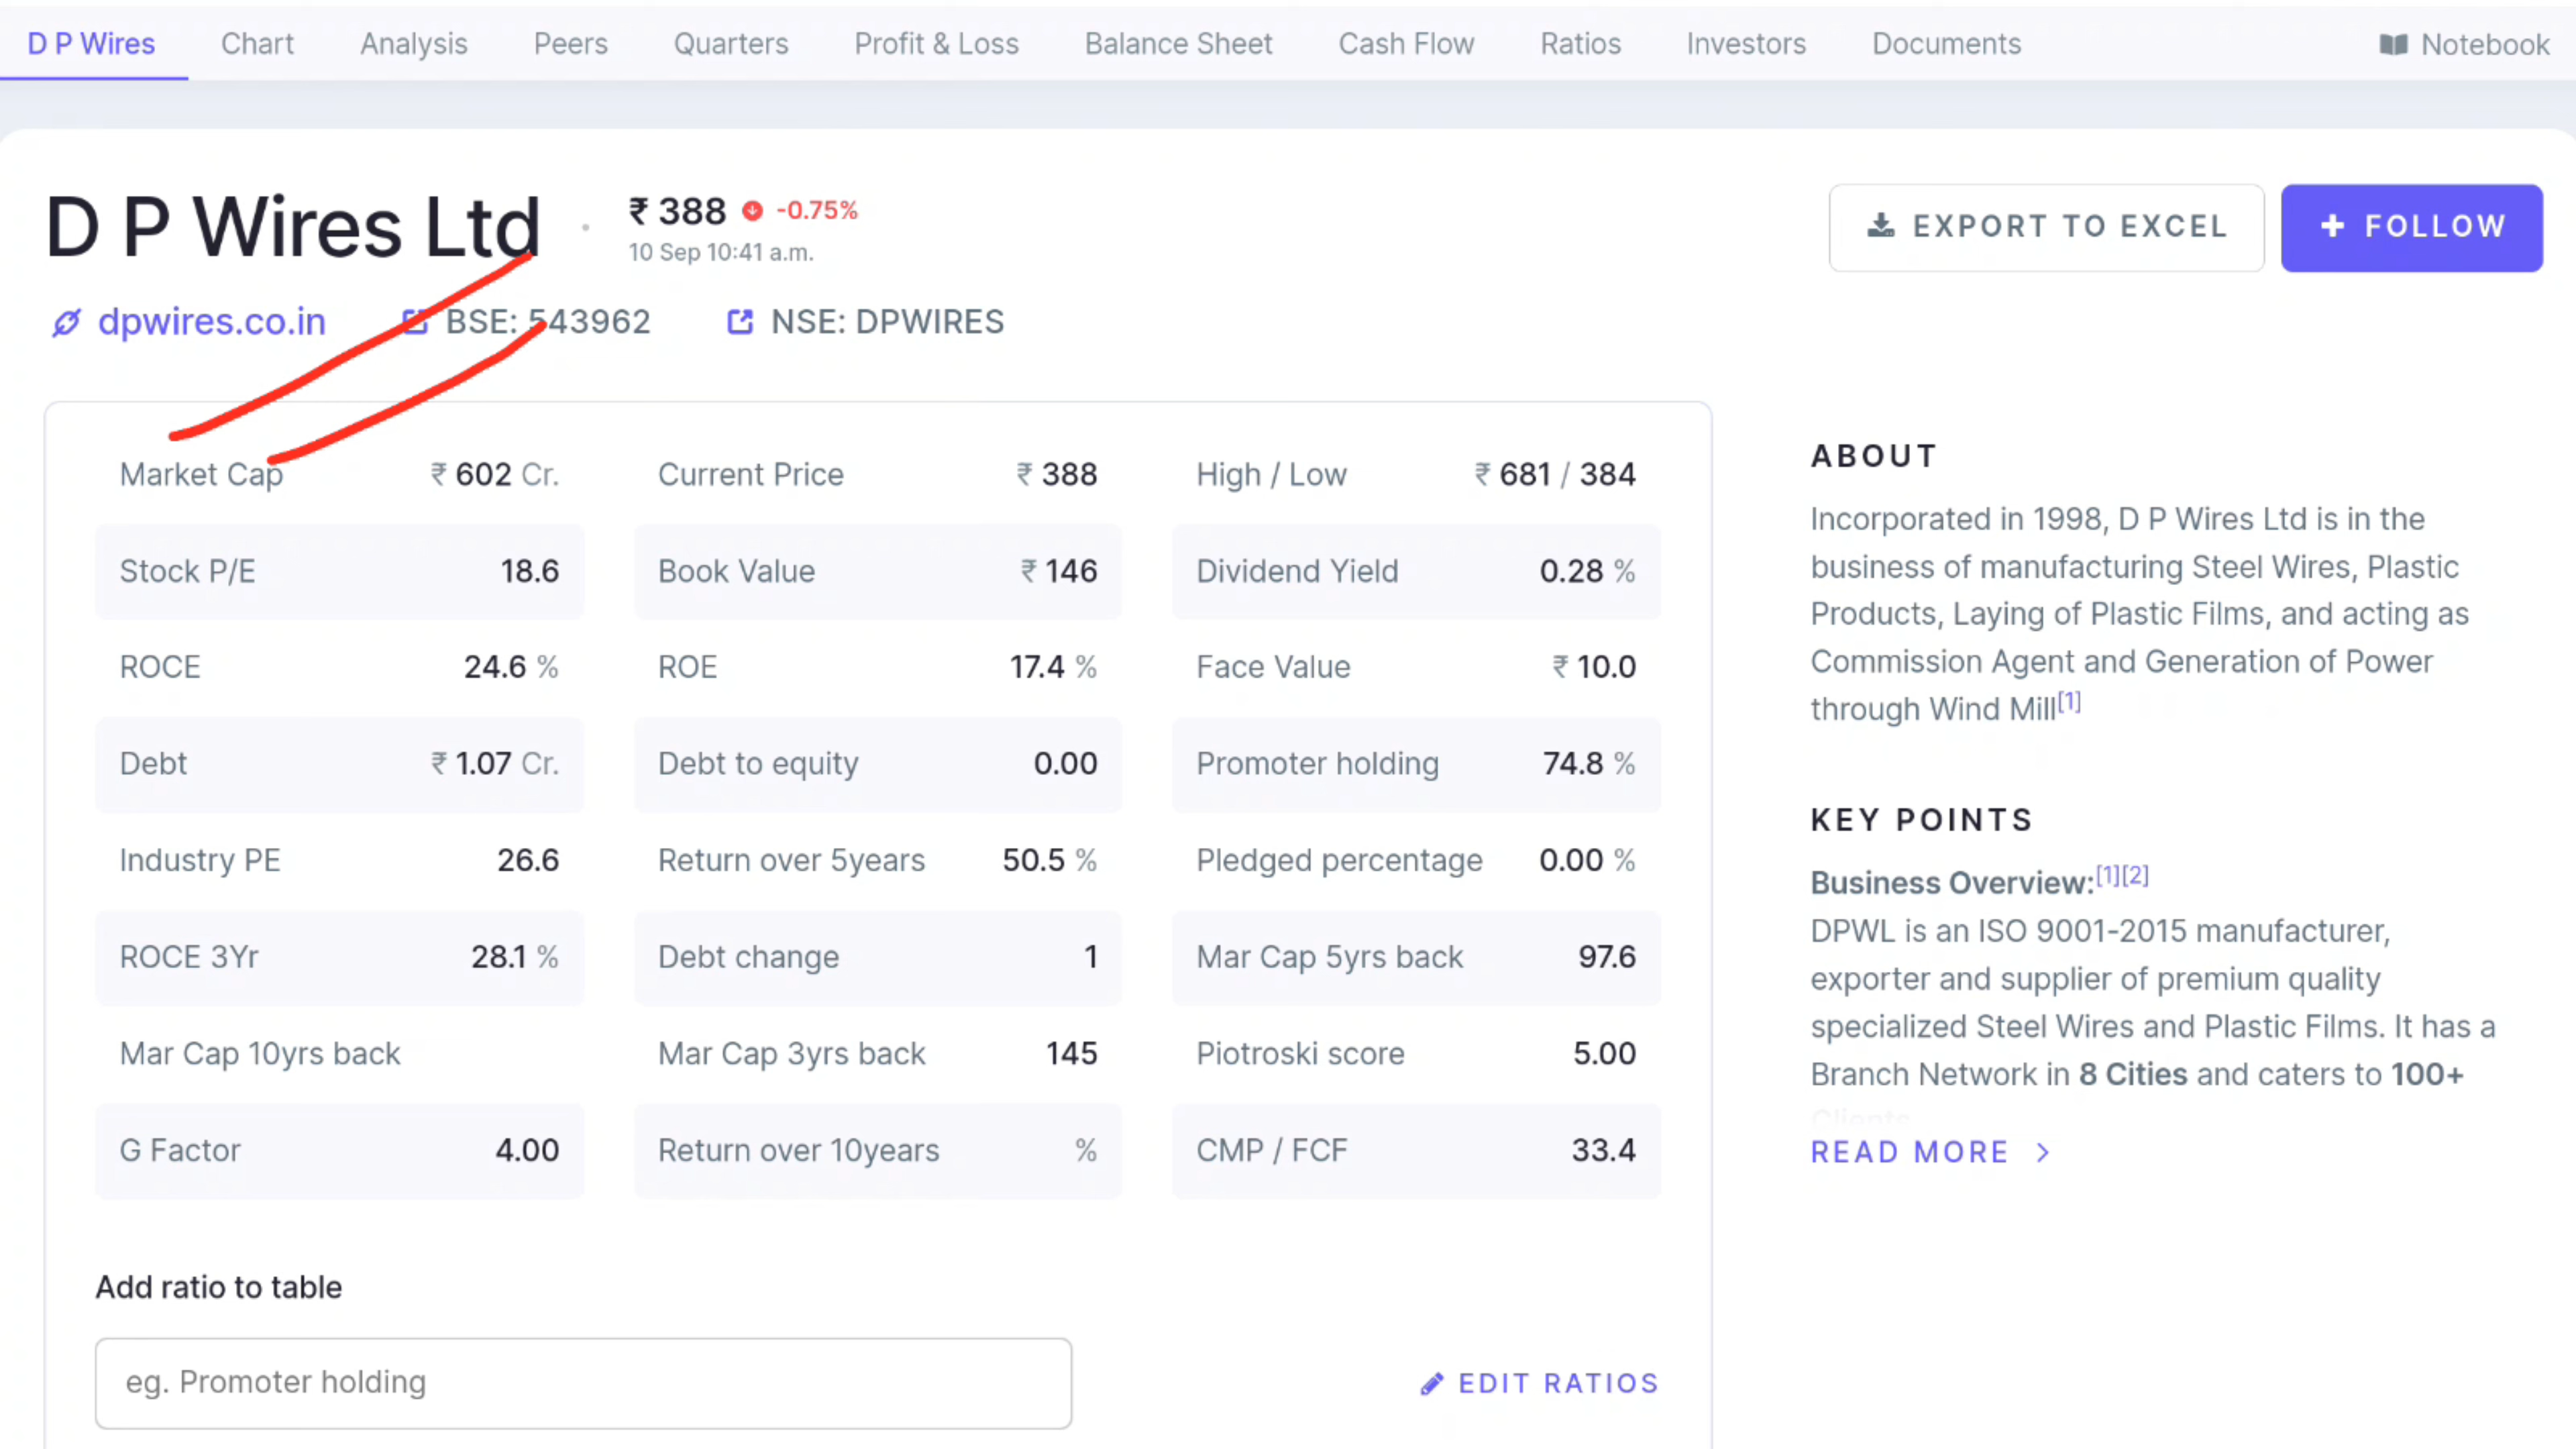 D P Wires Chart Analysis Peers Quarters Profit & Loss Balance Sheet Cash Flow Ratios Investors Documents Notebook
D P Wires Ltd
₹ 388 -0.75%
10 Sep 10:41 a.m.
EXPORT TO EXCEL
+ FOLLOW
dpwires.co.in BSE: 543962 NSE: DPWIRES
Market Cap ₹ 602 Cr.
Current Price ₹ 388
High / Low ₹ 681 / 384
Stock P/E 18.6
Book Value ₹ 146
Dividend Yield 0.28 %
ROCE 24.6 %
ROE 17.4 %
Face Value ₹ 10.0
Debt ₹ 1.07 Cr.
Debt to equity 0.00
Promoter holding 74.8 %
Industry PE 26.6
Return over 5years 50.5 %
Pledged percentage 0.00 %
ROCE 3Yr 28.1 %
Debt change 1
Mar Cap 5yrs back 97.6
Mar Cap 10yrs back
Mar Cap 3yrs back 145
Piotroski score 5.00
G Factor 4.00
Return over 10years %
CMP / FCF 33.4
Add ratio to table
eg. Promoter holding
EDIT RATIOS
ABOUT
Incorporated in 1998, D P Wires Ltd is in the
business of manufacturing Steel Wires, Plastic
Products, Laying of Plastic Films, and acting as
Commission Agent and Generation of Power
through Wind Mill[1]
KEY POINTS
Business Overview:[1][2]
DPWL is an ISO 9001-2015 manufacturer,
exporter and supplier of premium quality
specialized Steel Wires and Plastic Films. It has a
Branch Network in 8 Cities and caters to 100+
Clients
READ MORE >